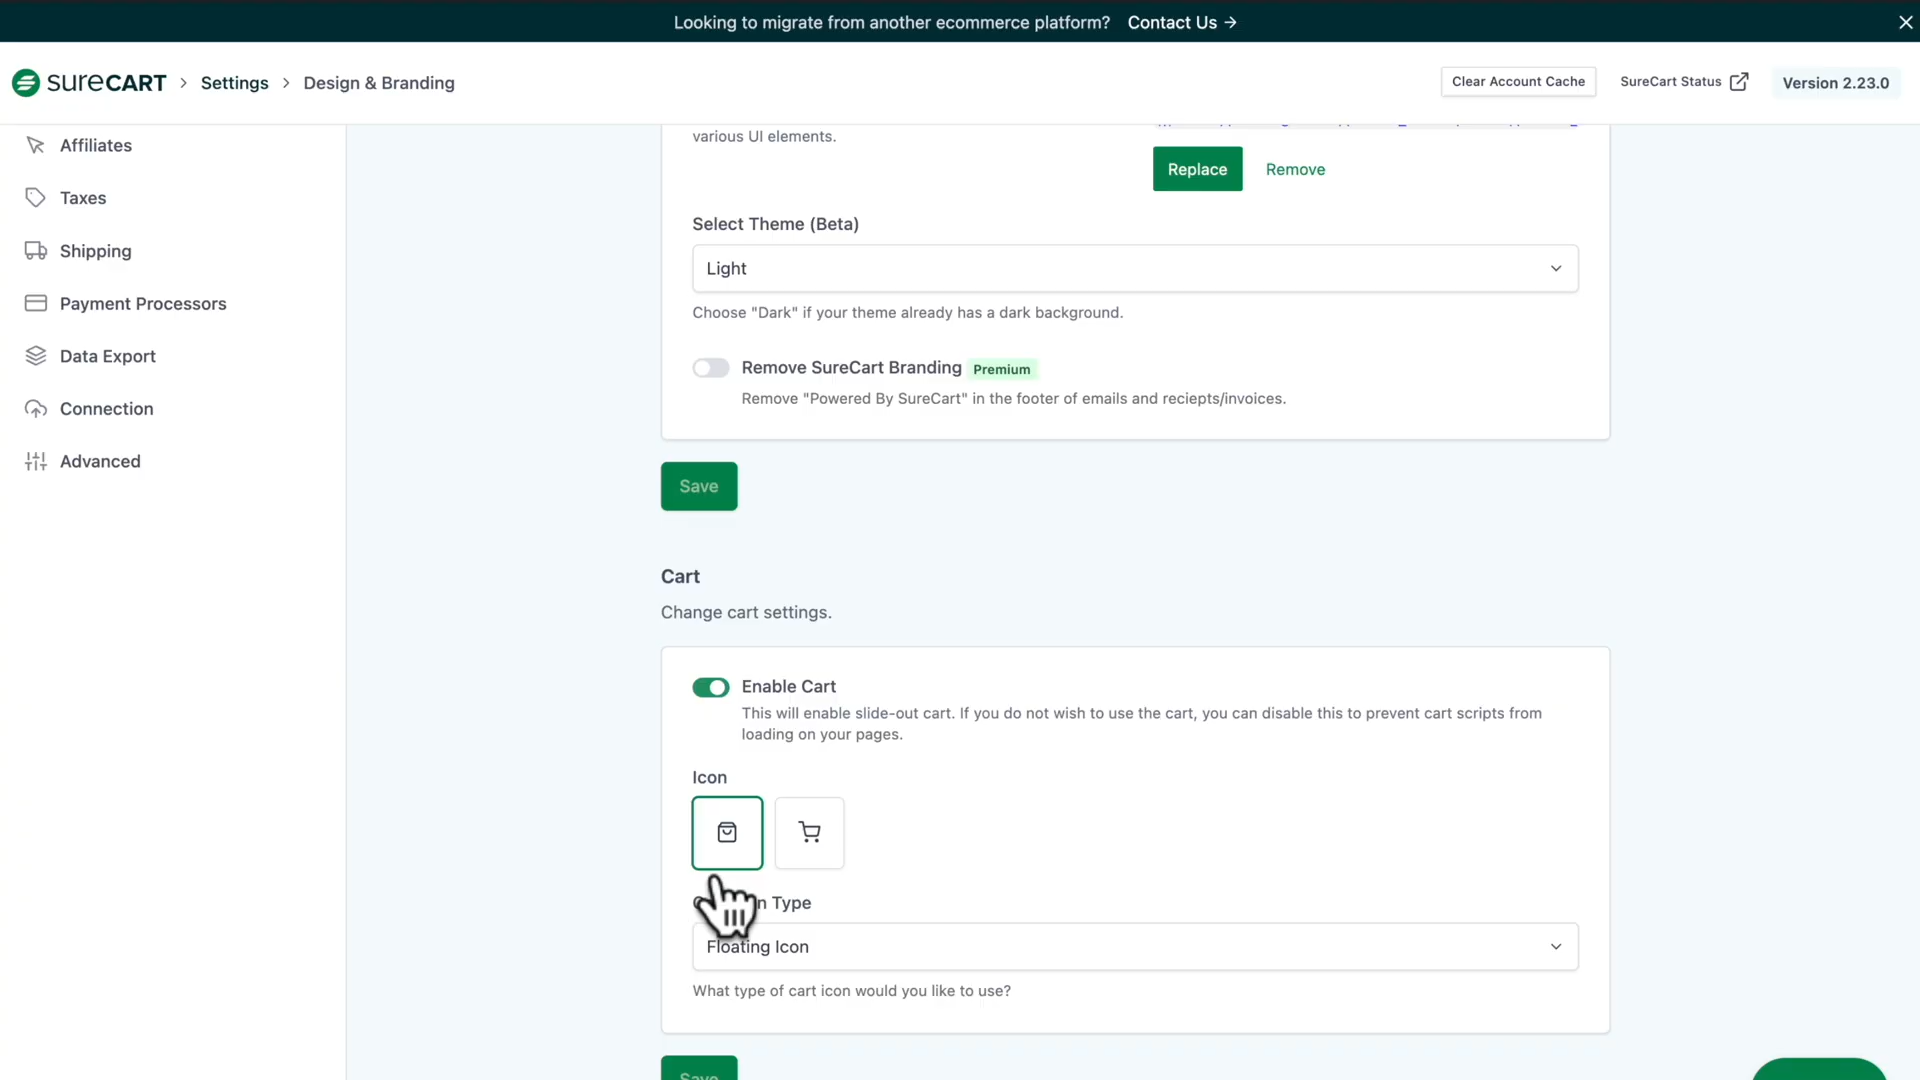 Looking to migrate from another ecommerce platform? Contact Us →
sureCART > Settings > Design & Branding
Clear Account Cache
SureCart Status
Version 2.23.0
Affiliates
Taxes
Shipping
Payment Processors
Data Export
Connection
Advanced
various UI elements.
Replace
Remove
Select Theme (Beta)
Light
Choose "Dark" if your theme already has a dark background.
Remove SureCart Branding Premium
Remove "Powered By SureCart" in the footer of emails and reciepts/invoices.
Save
Cart
Change cart settings.
Enable Cart
This will enable slide-out cart. If you do not wish to use the cart, you can disable this to prevent cart scripts from
loading on your pages.
Icon
Type
Floating Icon
What type of cart icon would you like to use?
Save